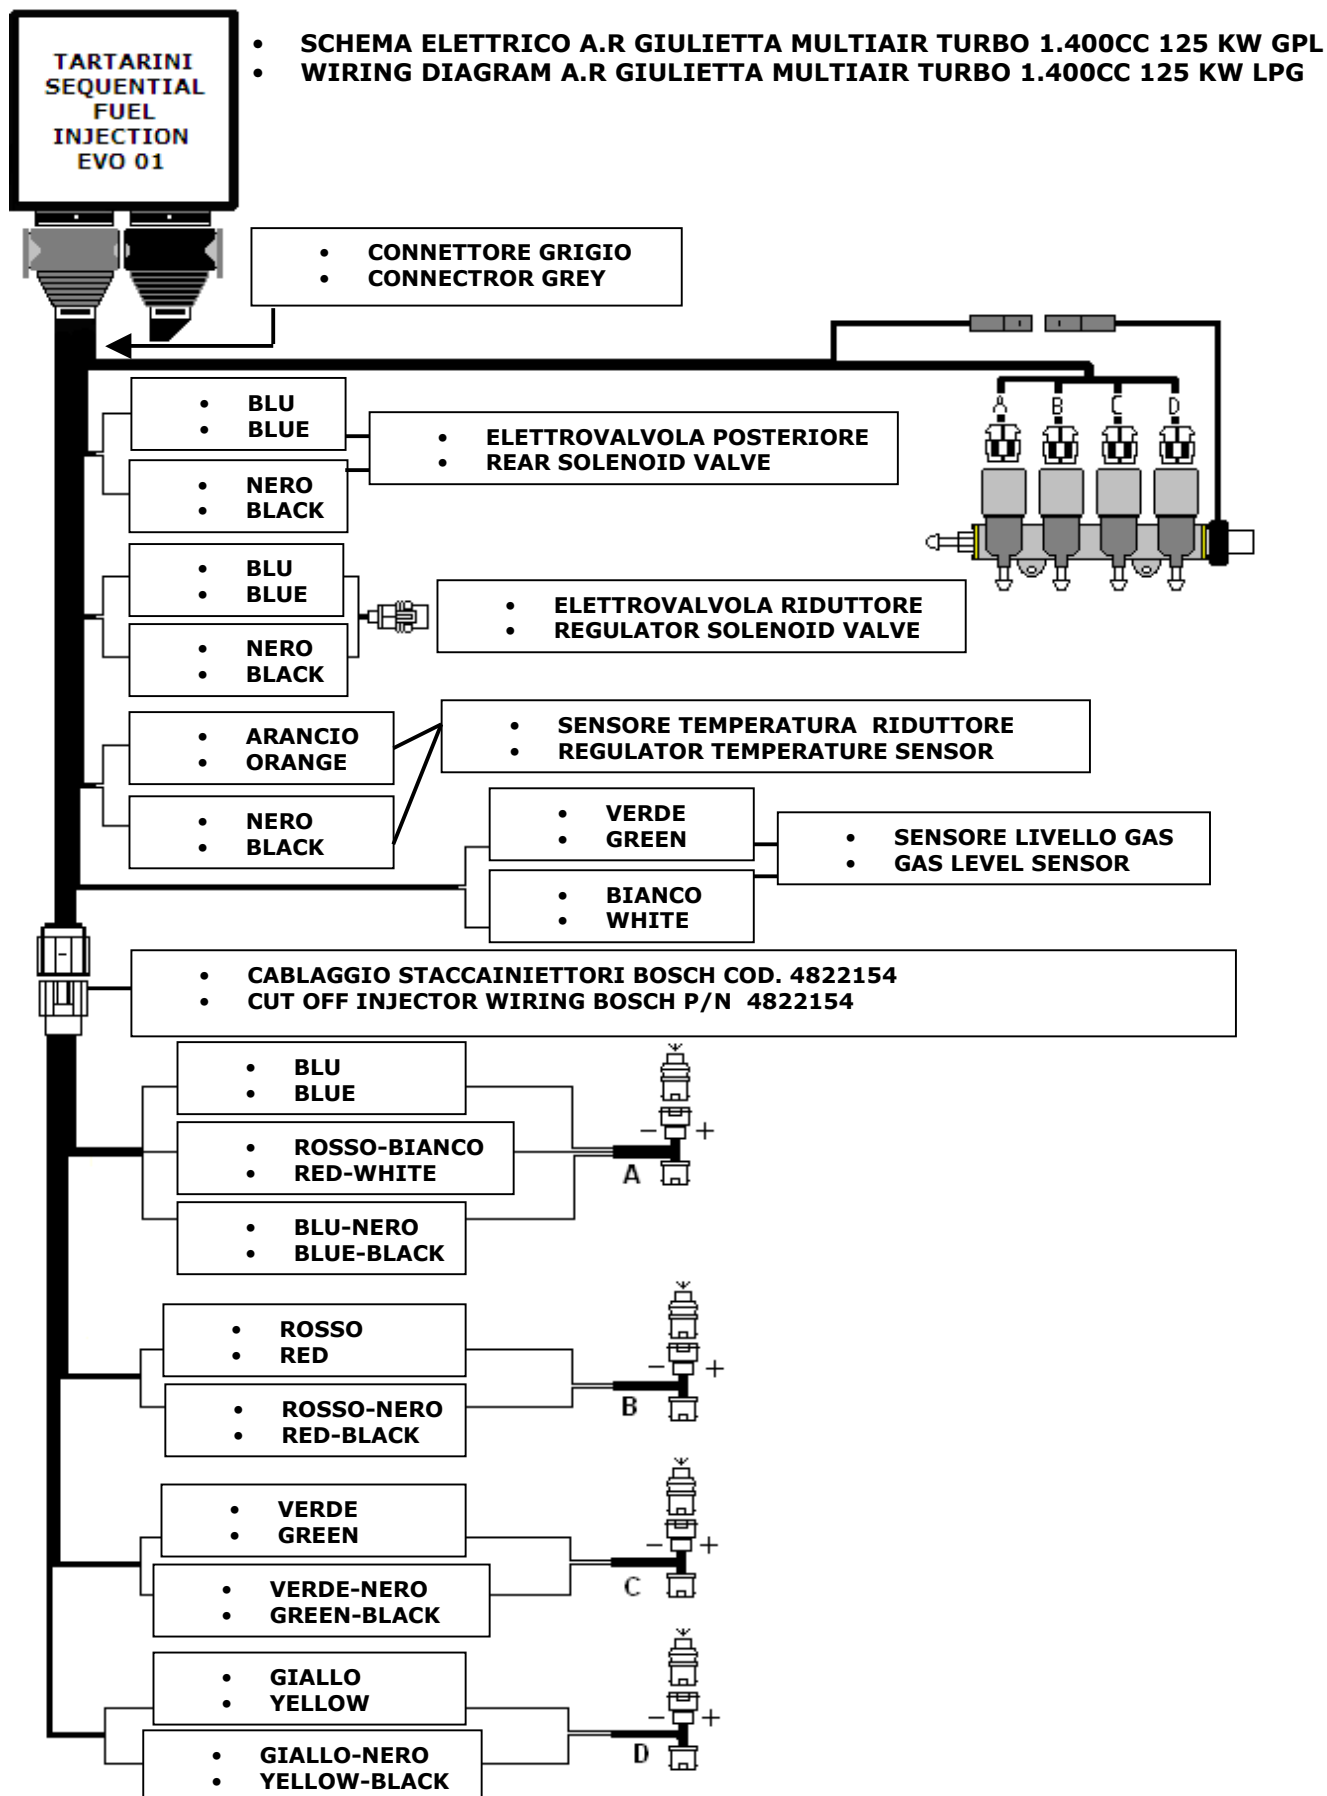 TARTARINI
SEQUENTIAL
FUEL
INJECTION
EVO 01
• SCHEMA ELETTRICO A.R GIULIETTA MULTIAIR TURBO 1.400CC 125 KW GPL
• WIRING DIAGRAM A.R GIULIETTA MULTIAIR TURBO 1.400CC 125 KW LPG
• CONNETTORE GRIGIO
• CONNECTROR GREY
A B C D
• BLU
• BLUE
• NERO
• BLACK
• ELETTROVALVOLA POSTERIORE
• REAR SOLENOID VALVE
• BLU
• BLUE
• NERO
• BLACK
• ELETTROVALVOLA RIDUTTORE
• REGULATOR SOLENOID VALVE
• ARANCIO
• ORANGE
• NERO
• BLACK
• SENSORE TEMPERATURA RIDUTTORE
• REGULATOR TEMPERATURE SENSOR
• VERDE
• GREEN
• BIANCO
• WHITE
• SENSORE LIVELLO GAS
• GAS LEVEL SENSOR
• CABLAGGIO STACCAINIETTORI BOSCH COD. 4822154
• CUT OFF INJECTOR WIRING BOSCH P/N 4822154
• BLU
• BLUE
• ROSSO-BIANCO
• RED-WHITE
• BLU-NERO
• BLUE-BLACK
- +
A
• ROSSO
• RED
• ROSSO-NERO
• RED-BLACK
- +
B
• VERDE
• GREEN
• VERDE-NERO
• GREEN-BLACK
- +
C
• GIALLO
• YELLOW
• GIALLO-NERO
• YELLOW-BLACK
- +
D